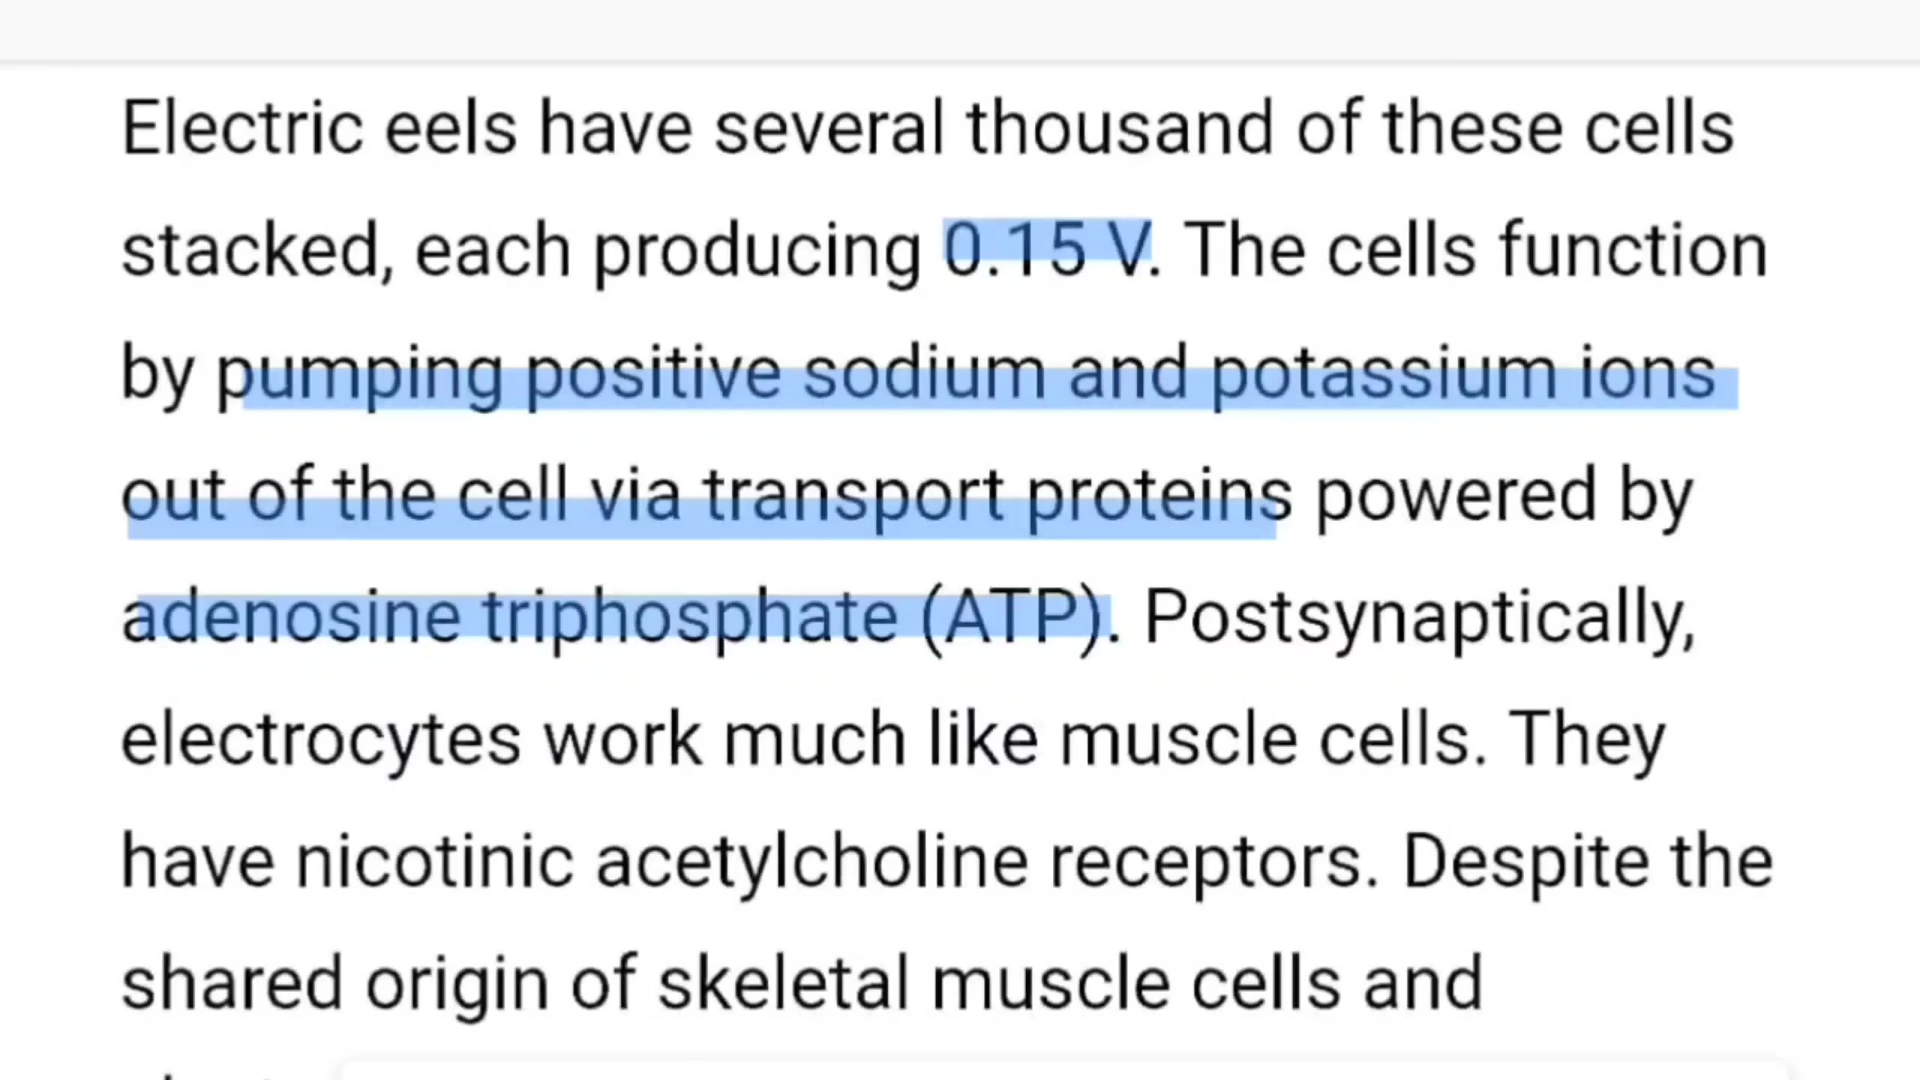 Electric eels have several thousand of these cells
stacked, each producing 0.15 V. The cells function
by pumping positive sodium and potassium ions
out of the cell via transport proteins powered by
adenosine triphosphate (ATP). Postsynaptically,
electrocytes work much like muscle cells. They
have nicotinic acetylcholine receptors. Despite the
shared origin of skeletal muscle cells and